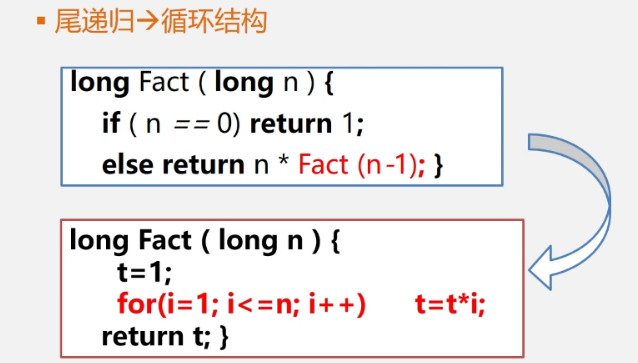 ▪ 尾递归→循环结构
long Fact ( long n ) {
if ( n == 0) return 1;
else return n * Fact (n-1); }
long Fact ( long n ) {
t=1;
for(i=1; i<=n; i++) t=t*i;
return t; }